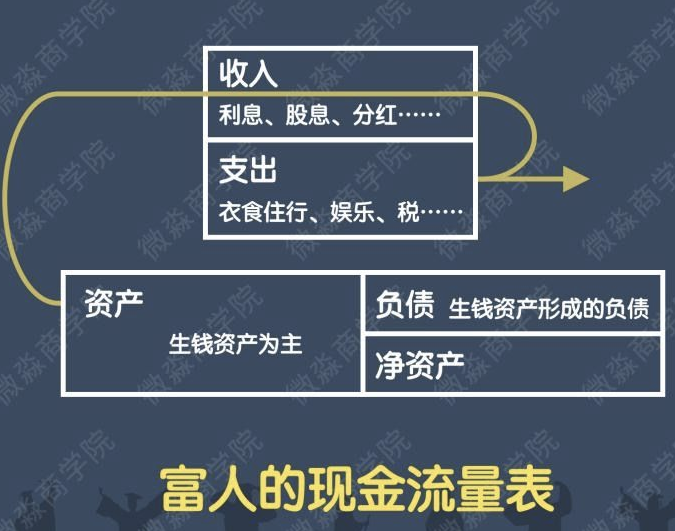 收入
利息、股息、分红……
支出
衣食住行、娱乐、税……
资产
生钱资产为主
负债 生钱资产形成的负债
净资产
富人的现金流量表
微淼商学院